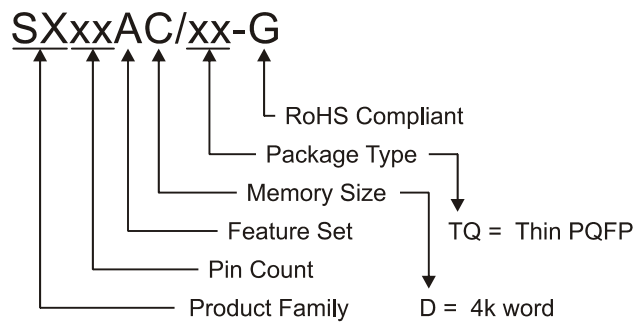 SXxxAC/xx-G
RoHS Compliant
Package Type
Memory Size
Feature Set TQ = Thin PQFP
Pin Count
Product Family D = 4k word